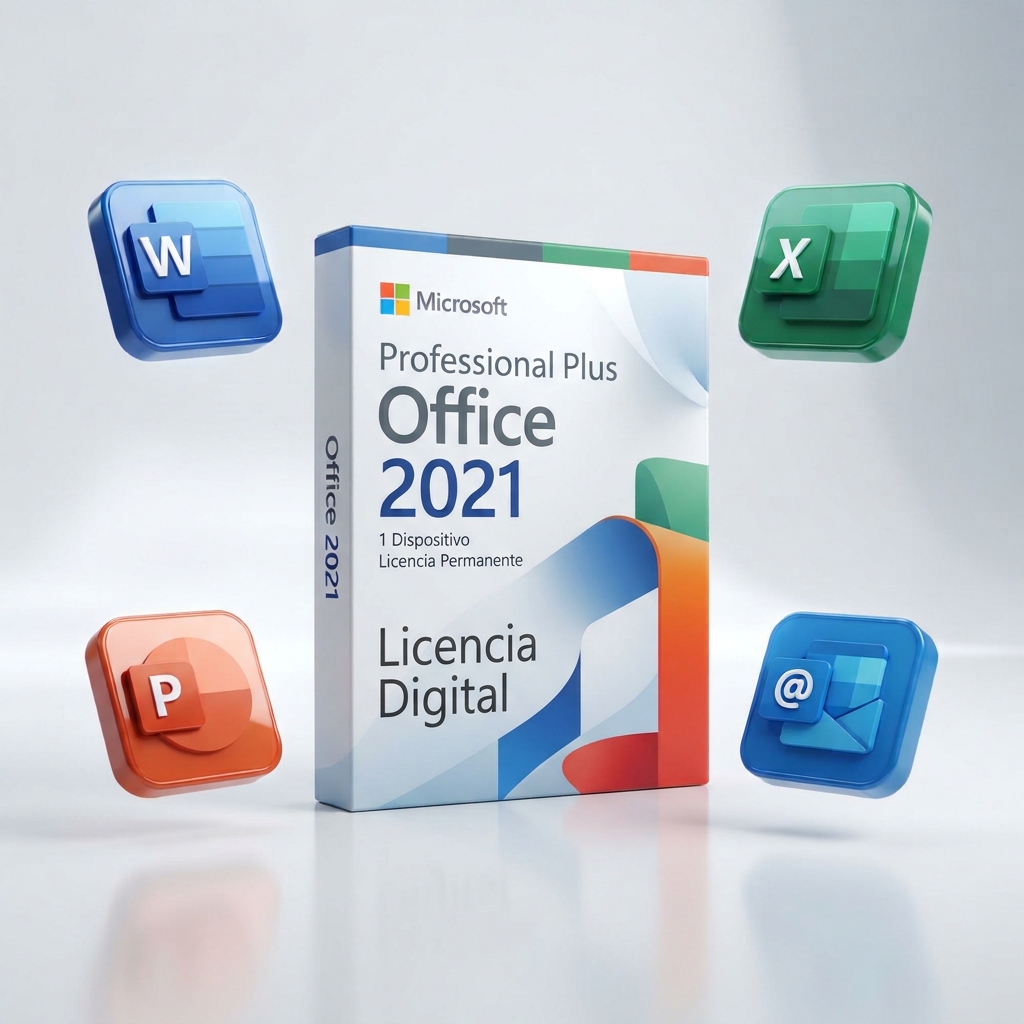 W
X
Microsoft
Professional Plus
Office
2021
1 Dispositivo
Licencia Permanente
Licencia
Digital
Office 2021
P
@